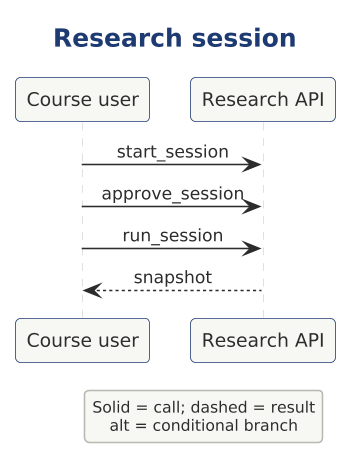 Research session
Course user
Research API
start_session
approve_session
run_session
snapshot
Course user
Research API
Solid = call; dashed = result
alt = conditional branch